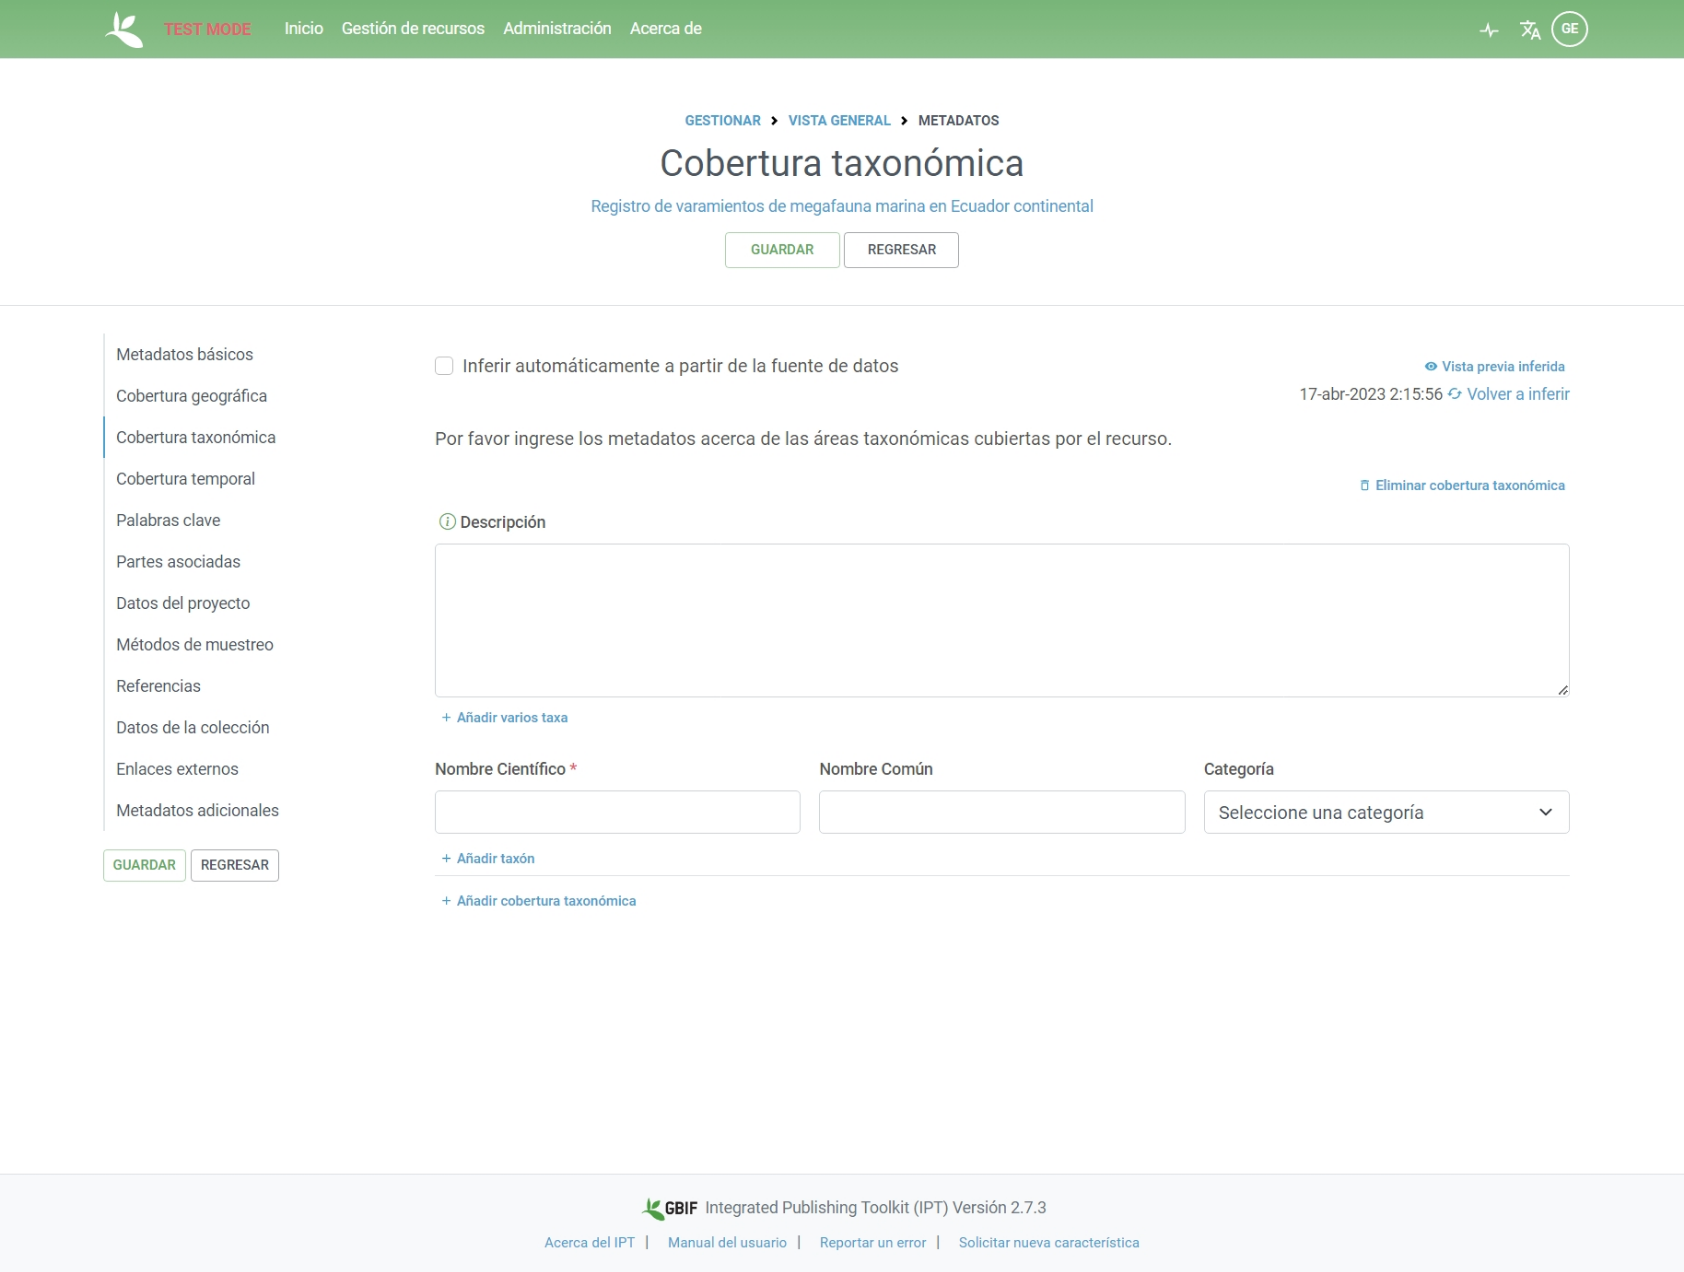 TEST MODE Inicio Gestión de recursos Administración Acerca de GE
GESTIONAR > VISTA GENERAL > METADATOS
Cobertura taxonómica
Registro de varamientos de megafauna marina en Ecuador continental
GUARDAR REGRESAR
Metadatos básicos
Cobertura geográfica
Cobertura taxonómica
Cobertura temporal
Palabras clave
Partes asociadas
Datos del proyecto
Métodos de muestreo
Referencias
Datos de la colección
Enlaces externos
Metadatos adicionales
GUARDAR REGRESAR
Inferir automáticamente a partir de la fuente de datos
Vista previa inferida
17-abr-2023 2:15:56 Volver a inferir
Por favor ingrese los metadatos acerca de las áreas taxonómicas cubiertas por el recurso.
Eliminar cobertura taxonómica
Descripción
+ Añadir varios taxa
Nombre Científico * Nombre Común Categoría
Seleccione una categoría
+ Añadir taxón
+ Añadir cobertura taxonómica
GBIF Integrated Publishing Toolkit (IPT) Versión 2.7.3
Acerca del IPT | Manual del usuario | Reportar un error | Solicitar nueva característica